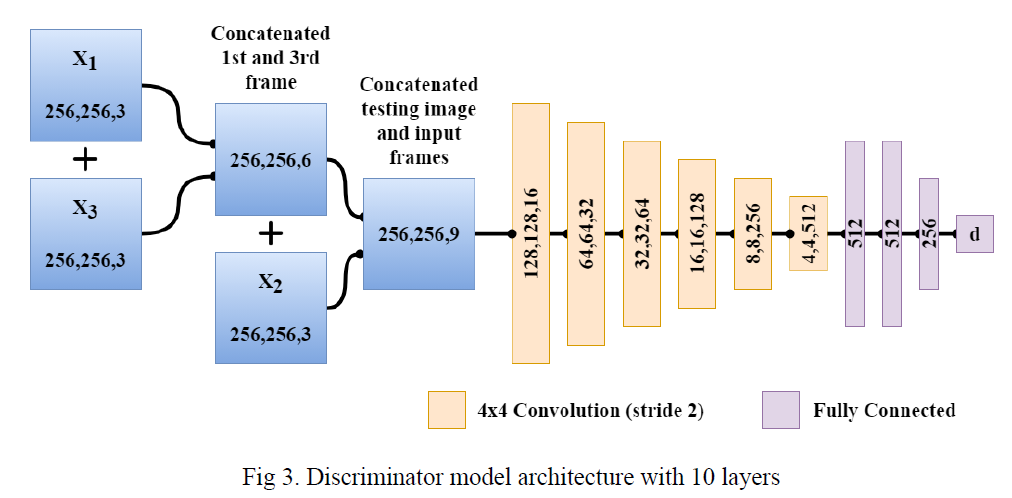 X1
256,256,3
+
X3
256,256,3
Concatenated
1st and 3rd
frame
256,256,6
+
X2
256,256,3
Concatenated
testing image
and input
frames
256,256,9
128,128,16
64,64,32
32,32,64
16,16,128
8,8,256
4,4,512
512
512
256
d
4x4 Convolution (stride 2)
Fully Connected
Fig 3. Discriminator model architecture with 10 layers